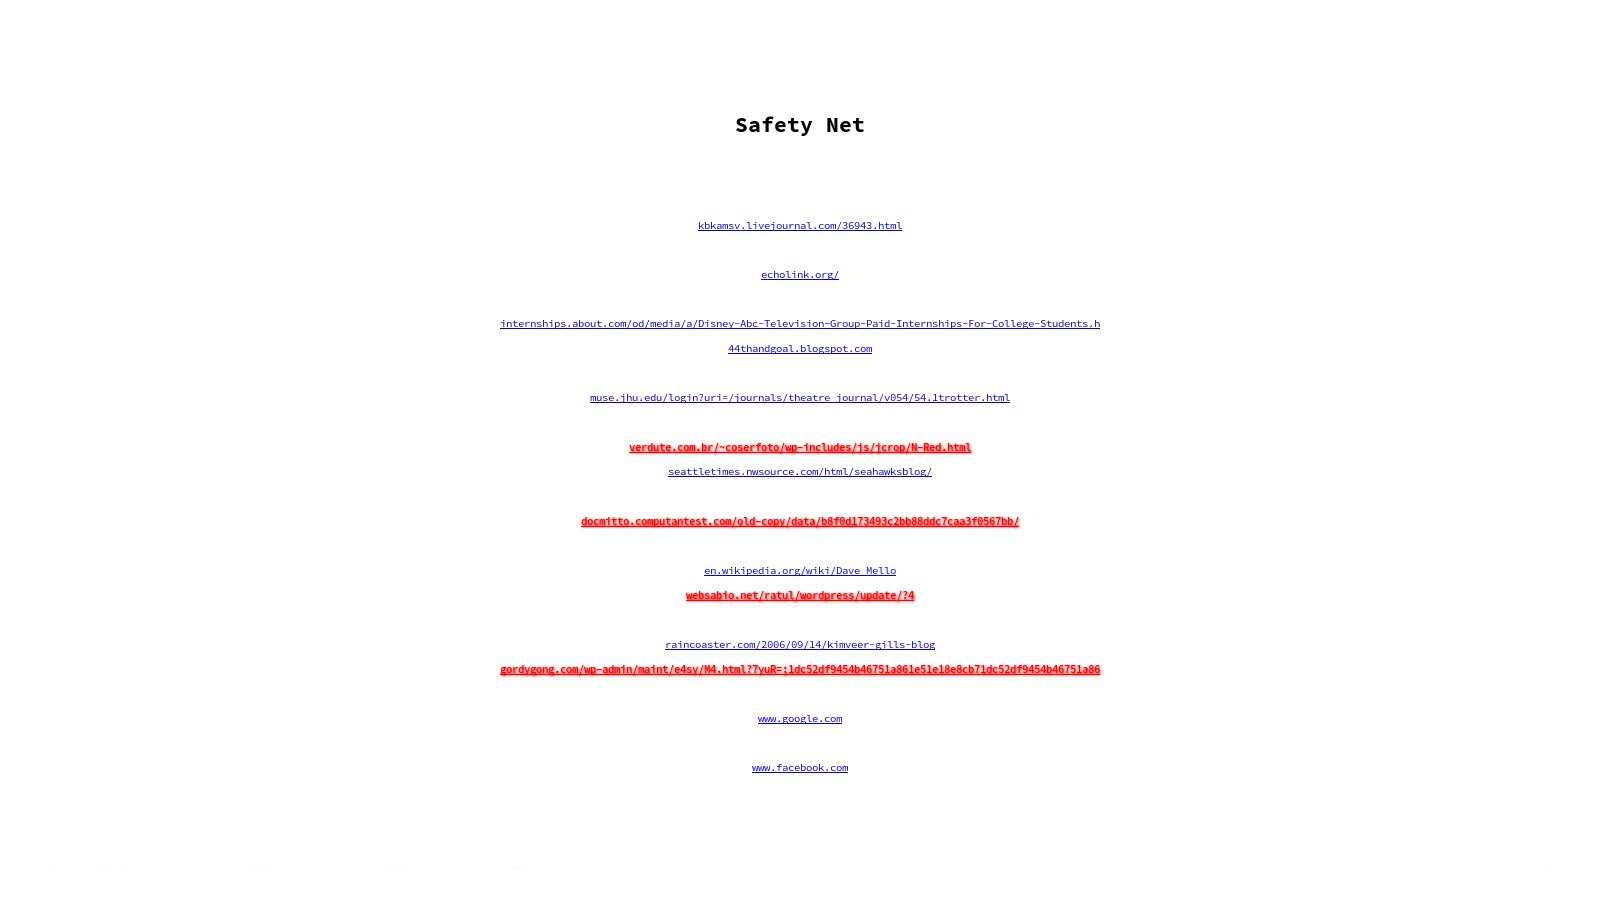 Safety Net
kbkamsv.livejournal.com/36943.html
echolink.org/
internships.about.com/od/media/a/Disney-Abc-Television-Group-Paid-Internships-For-College-Students.h
44thandgoal.blogspot.com
muse.jhu.edu/login?uri=/journals/theatre_journal/v054/54.1trotter.html
verdute.com.br/~coserfoto/wp-includes/js/jcrop/N-Red.html
seattletimes.nwsource.com/html/seahawksblog/
docmitto.computantest.com/old-copy/data/b8f0d173493c2bb88ddc7caa3f0567bb/
en.wikipedia.org/wiki/Dave_Mello
websabio.net/ratul/wordpress/update/?4
raincoaster.com/2006/09/14/kimveer-gills-blog
gordygong.com/wp-admin/maint/e4sy/M4.html?7yuR=;1dc52df9454b46751a861e51e18e8cb71dc52df9454b46751a86
www.google.com
www.facebook.com